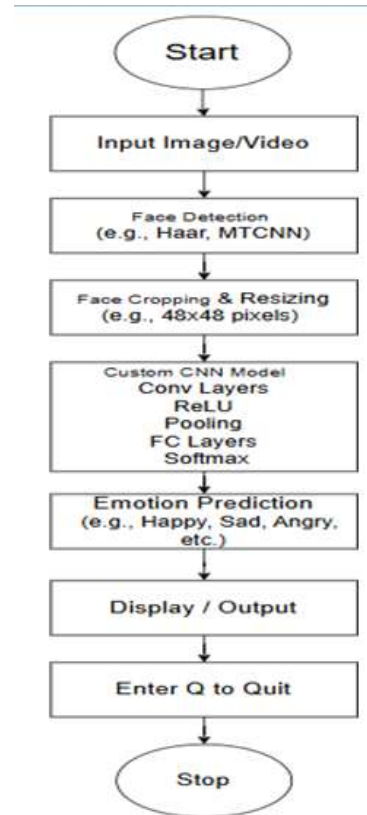 Start
Input Image/Video
Face Detection
(e.g., Haar, MTCNN)
Face Cropping & Resizing
(e.g., 48x48 pixels)
Custom CNN Model
Conv Layers
ReLU
Pooling
FC Layers
Softmax
Emotion Prediction
(e.g., Happy, Sad, Angry,
etc.)
Display / Output
Enter Q to Quit
Stop